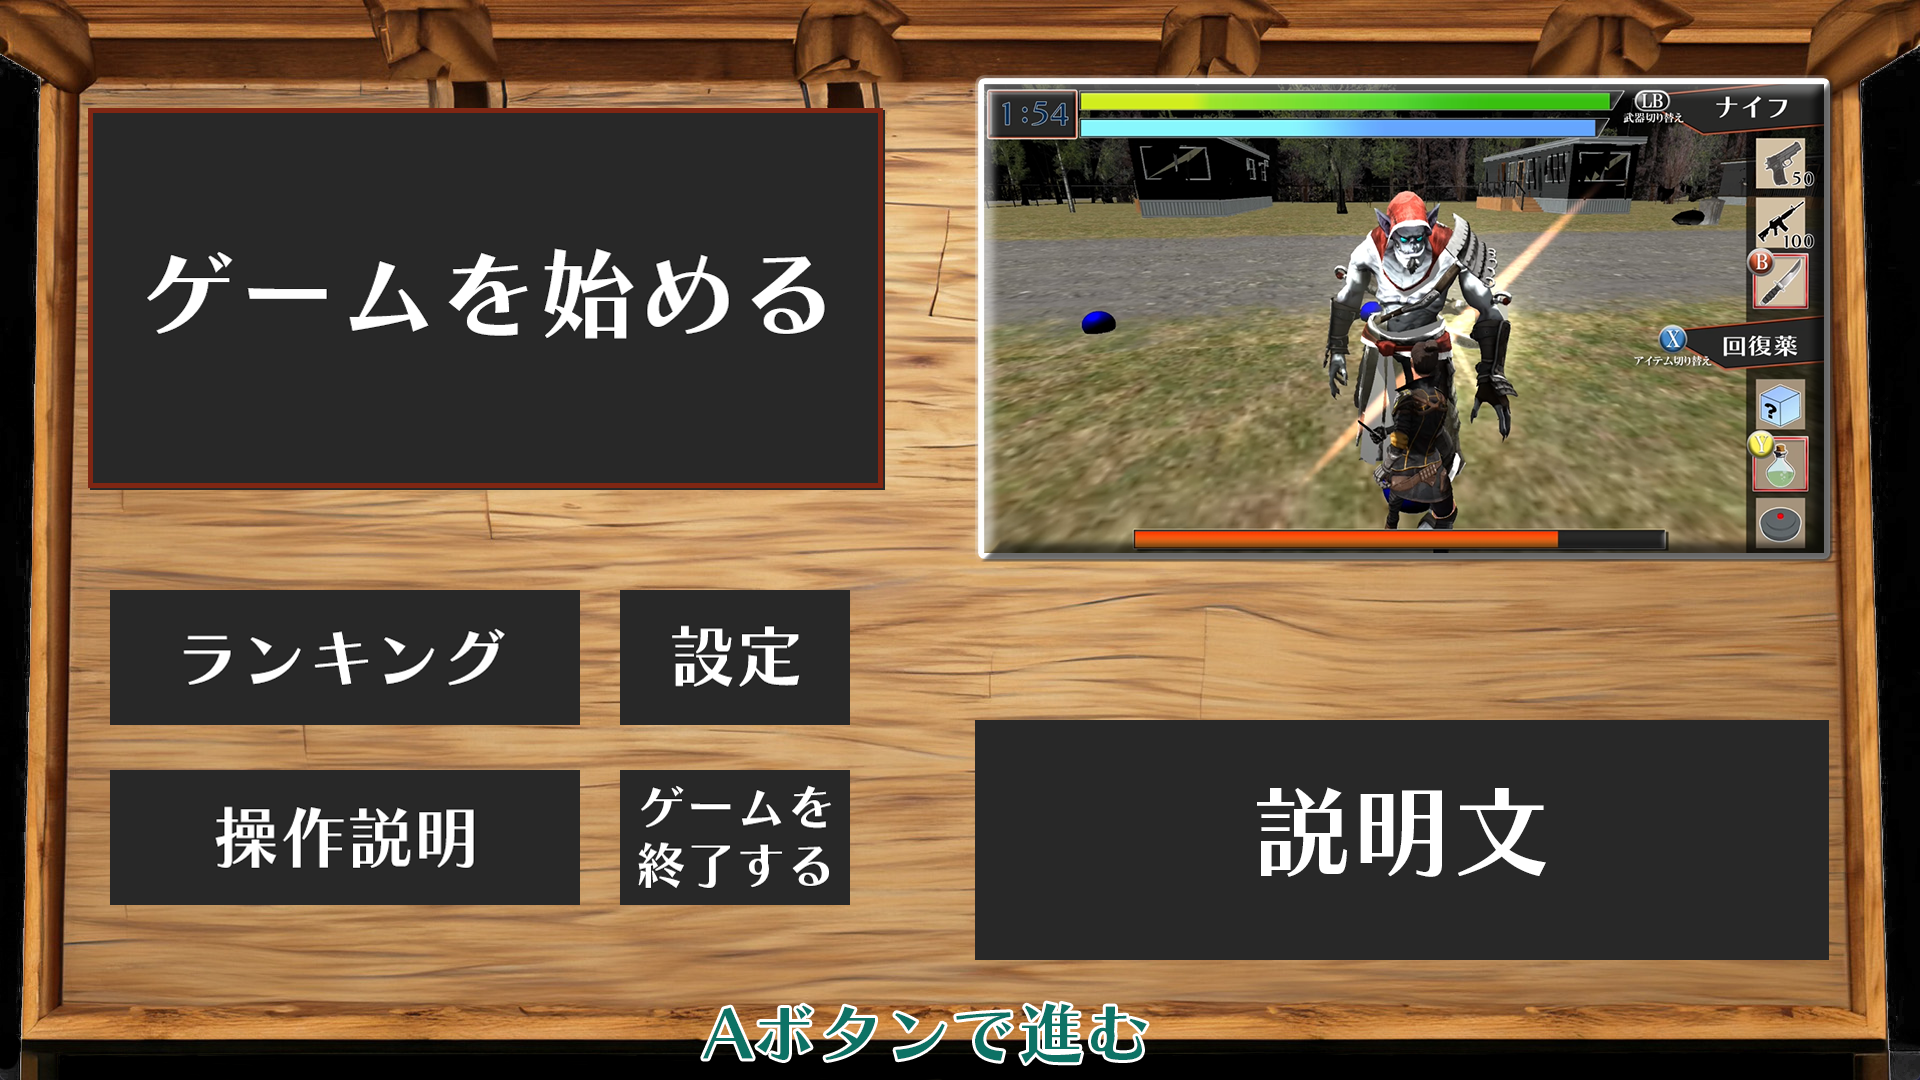 ゲームを始める
ランキング
設定
操作説明
ゲームを
終了する
1:54
LB
武器切り替え
ナイフ
50
100
B
X
アイテム切り替え
回復薬
?
Y
説明文
Aボタンで進む